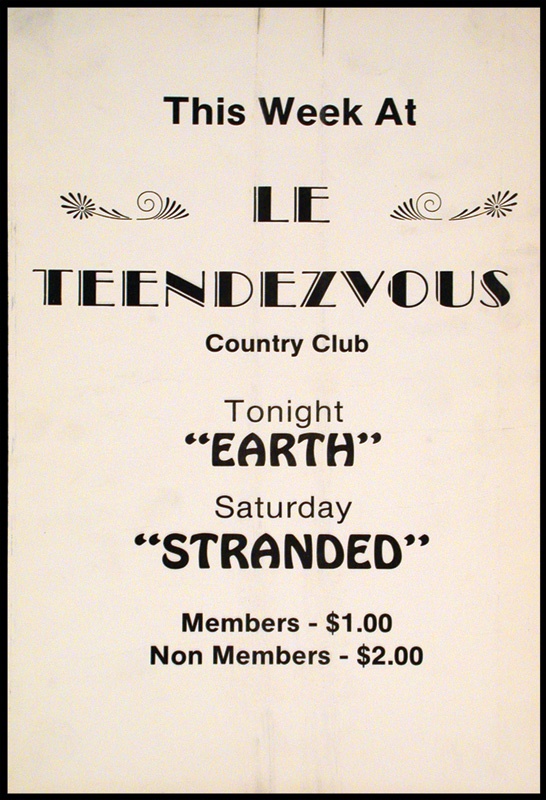 This Week At
LE
TEENDEZVOUS
Country Club
Tonight
“EARTH”
Saturday
“STRANDED”
Members - $1.00
Non Members - $2.00